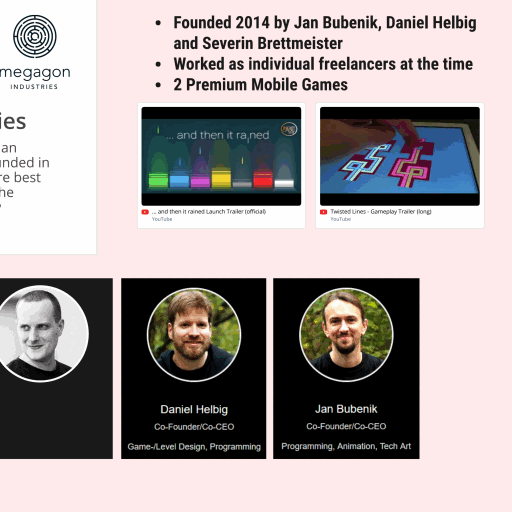 megagon
INDUSTRIES
ies
an
unded in
re best
he
• Founded 2014 by Jan Bubenik, Daniel Helbig
and Severin Brettmeister
• Worked as individual freelancers at the time
• 2 Premium Mobile Games
... and then it ra,ned
... and then it rained Launch Trailer (official)
YouTube
Twisted Lines - Gameplay Trailer (long)
YouTube
Daniel Helbig
Co-Founder/Co-CEO
Game-/Level Design, Programming
Jan Bubenik
Co-Founder/Co-CEO
Programming, Animation, Tech Art